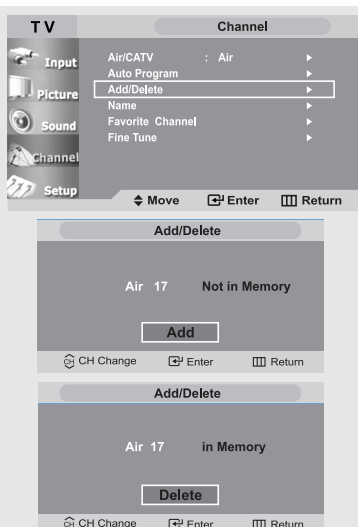 TV Channel
Input
Picture
Sound
Channel
Setup
Air/CATV : Air
Auto Program
Add/Delete
Name
Favorite Channel
Fine Tune
Move Enter Return
Add/Delete
Air 17 Not in Memory
Add
CH CH Change Enter Return
Add/Delete
Air 17 in Memory
Delete
CH CH Change Enter Return